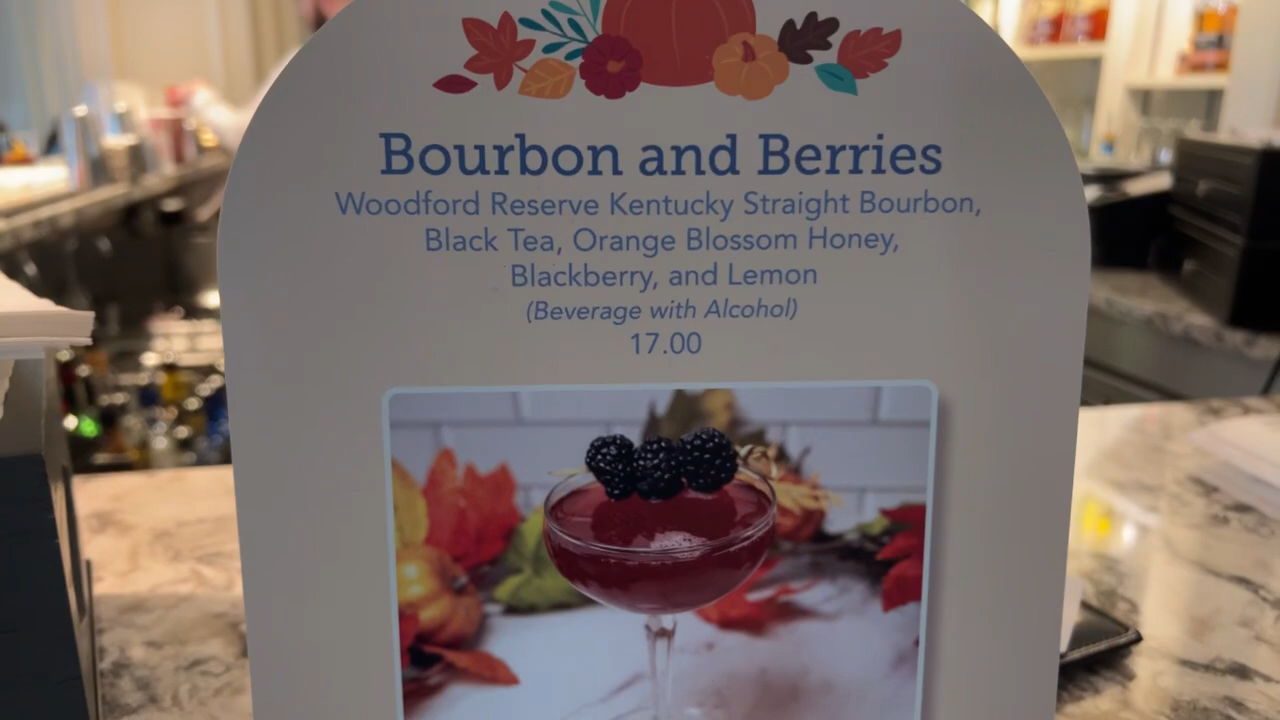 Bourbon and Berries
Woodford Reserve Kentucky Straight Bourbon,
Black Tea, Orange Blossom Honey,
Blackberry, and Lemon
(Beverage with Alcohol)
17.00